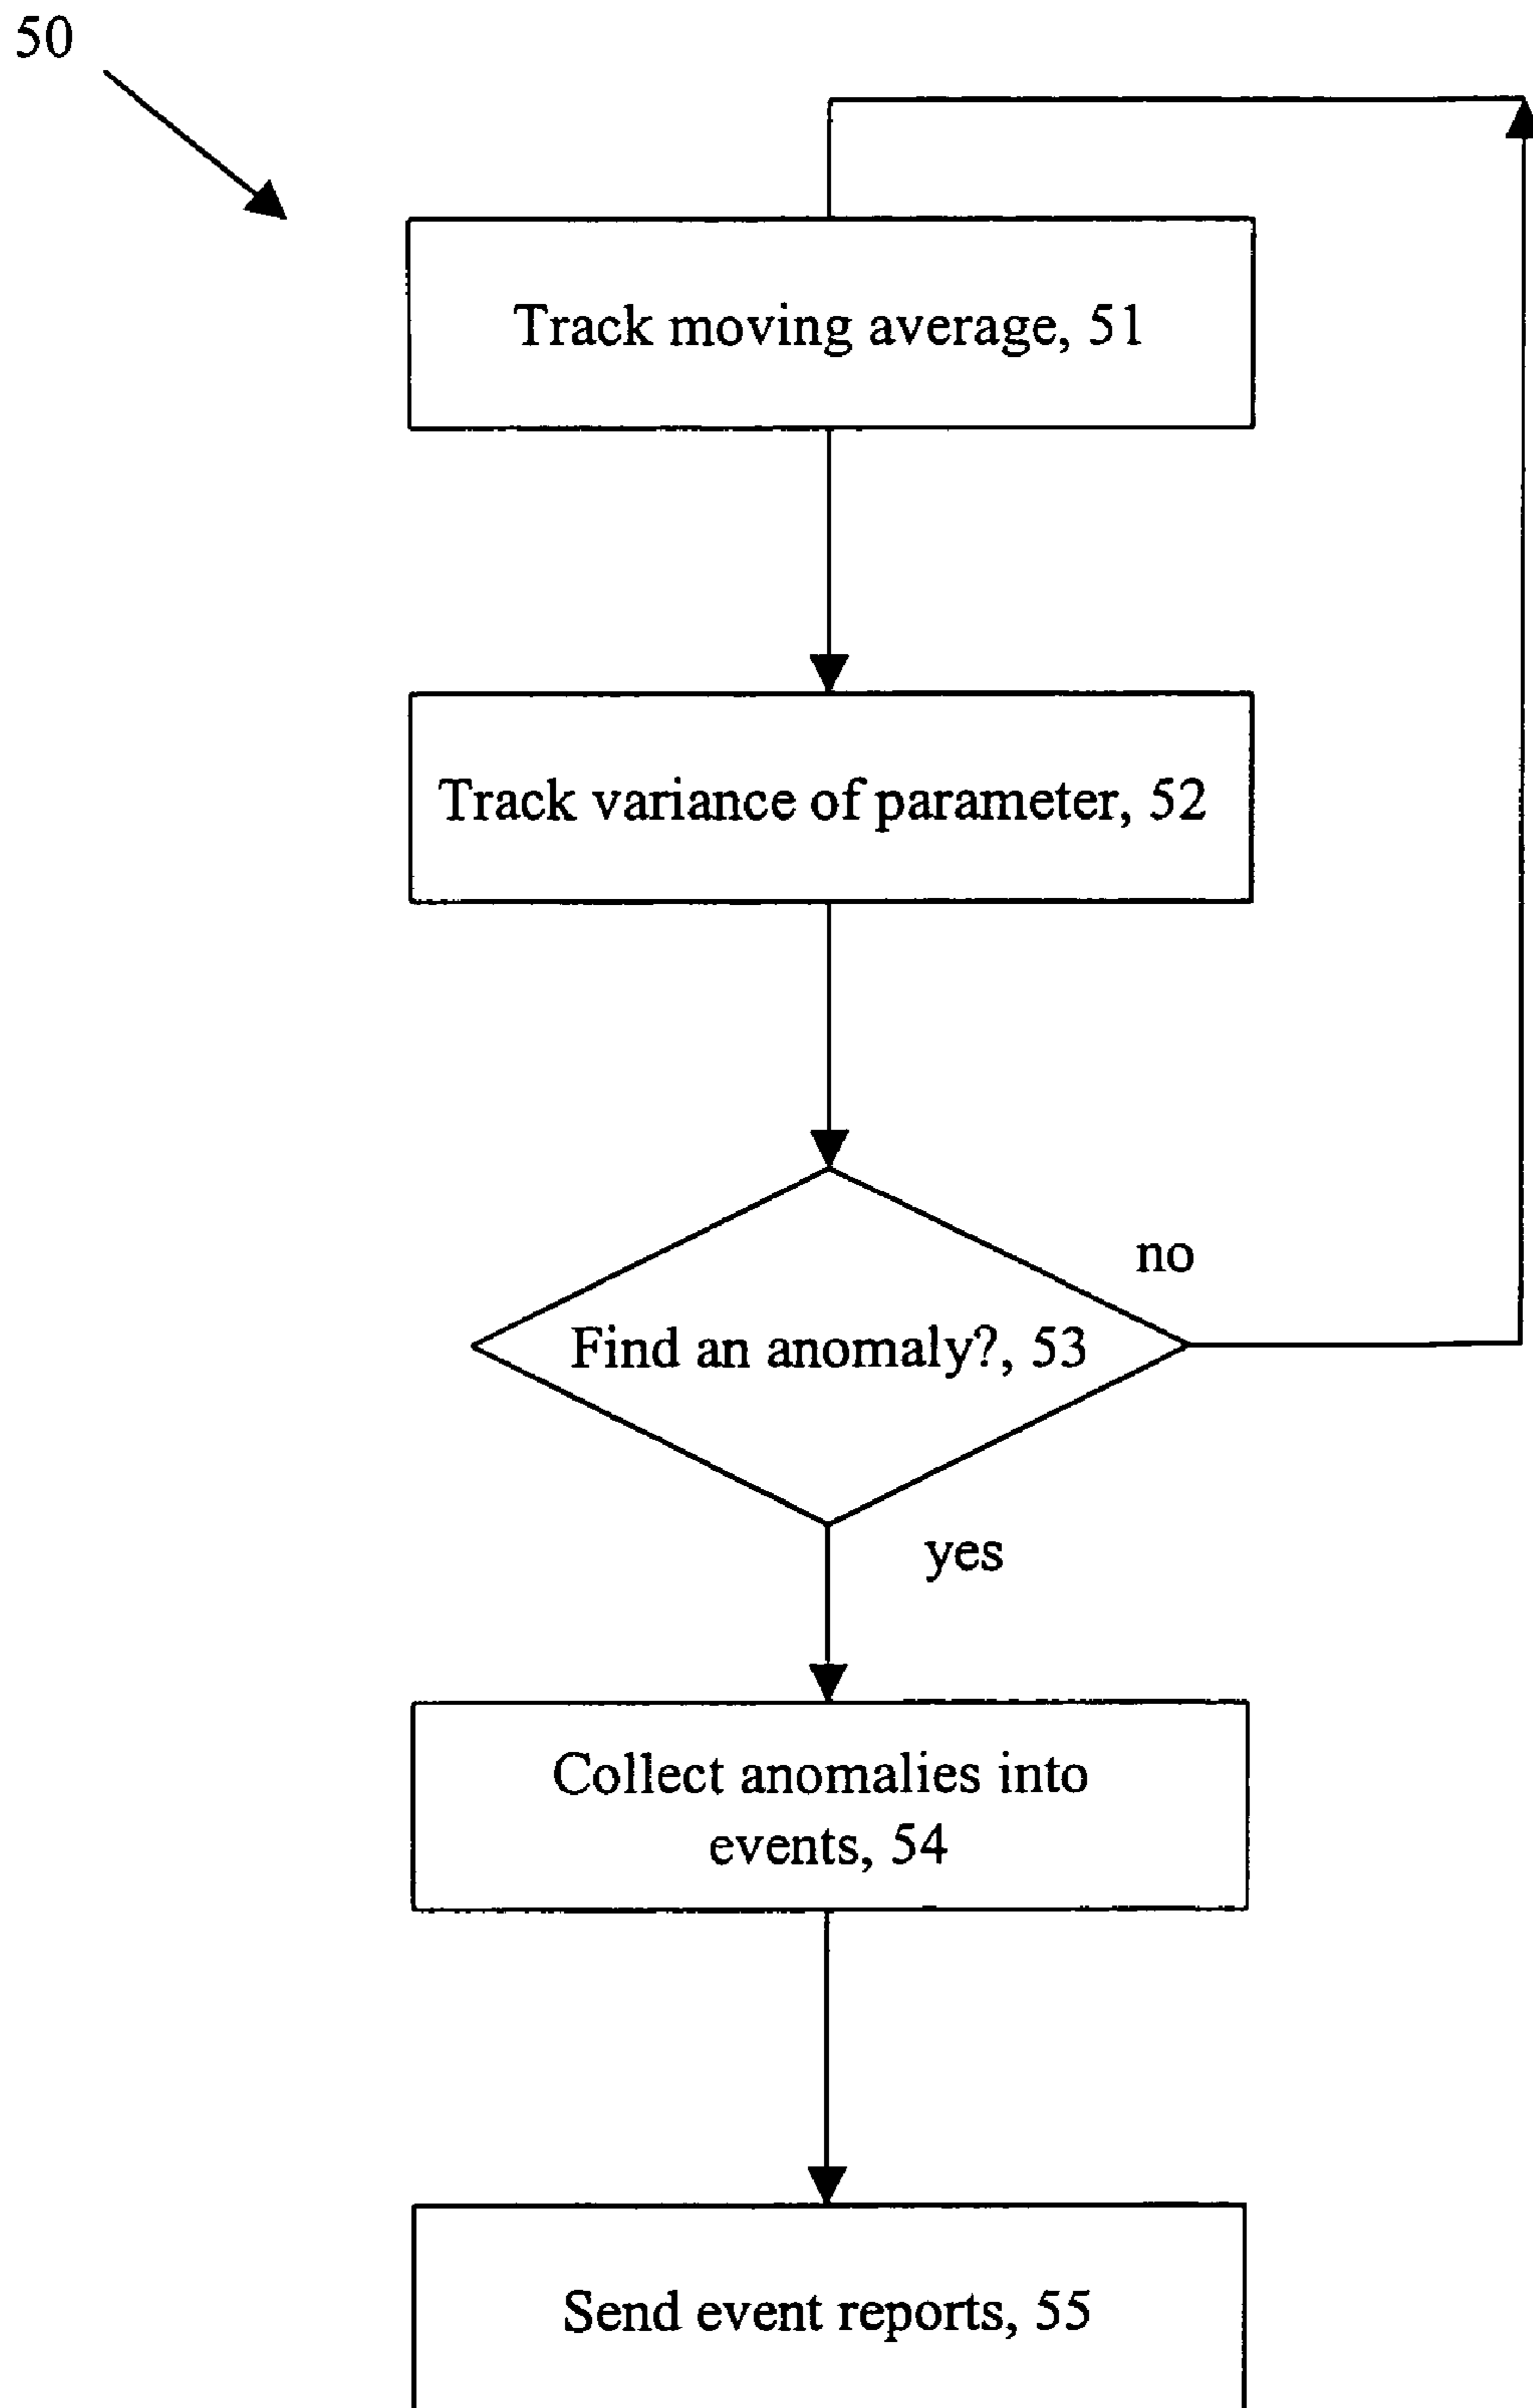 50
Track moving average, 51
Track variance of parameter, 52
no
Find an anomaly?, 53
yes
Collect anomalies into
events, 54
Send event reports, 55